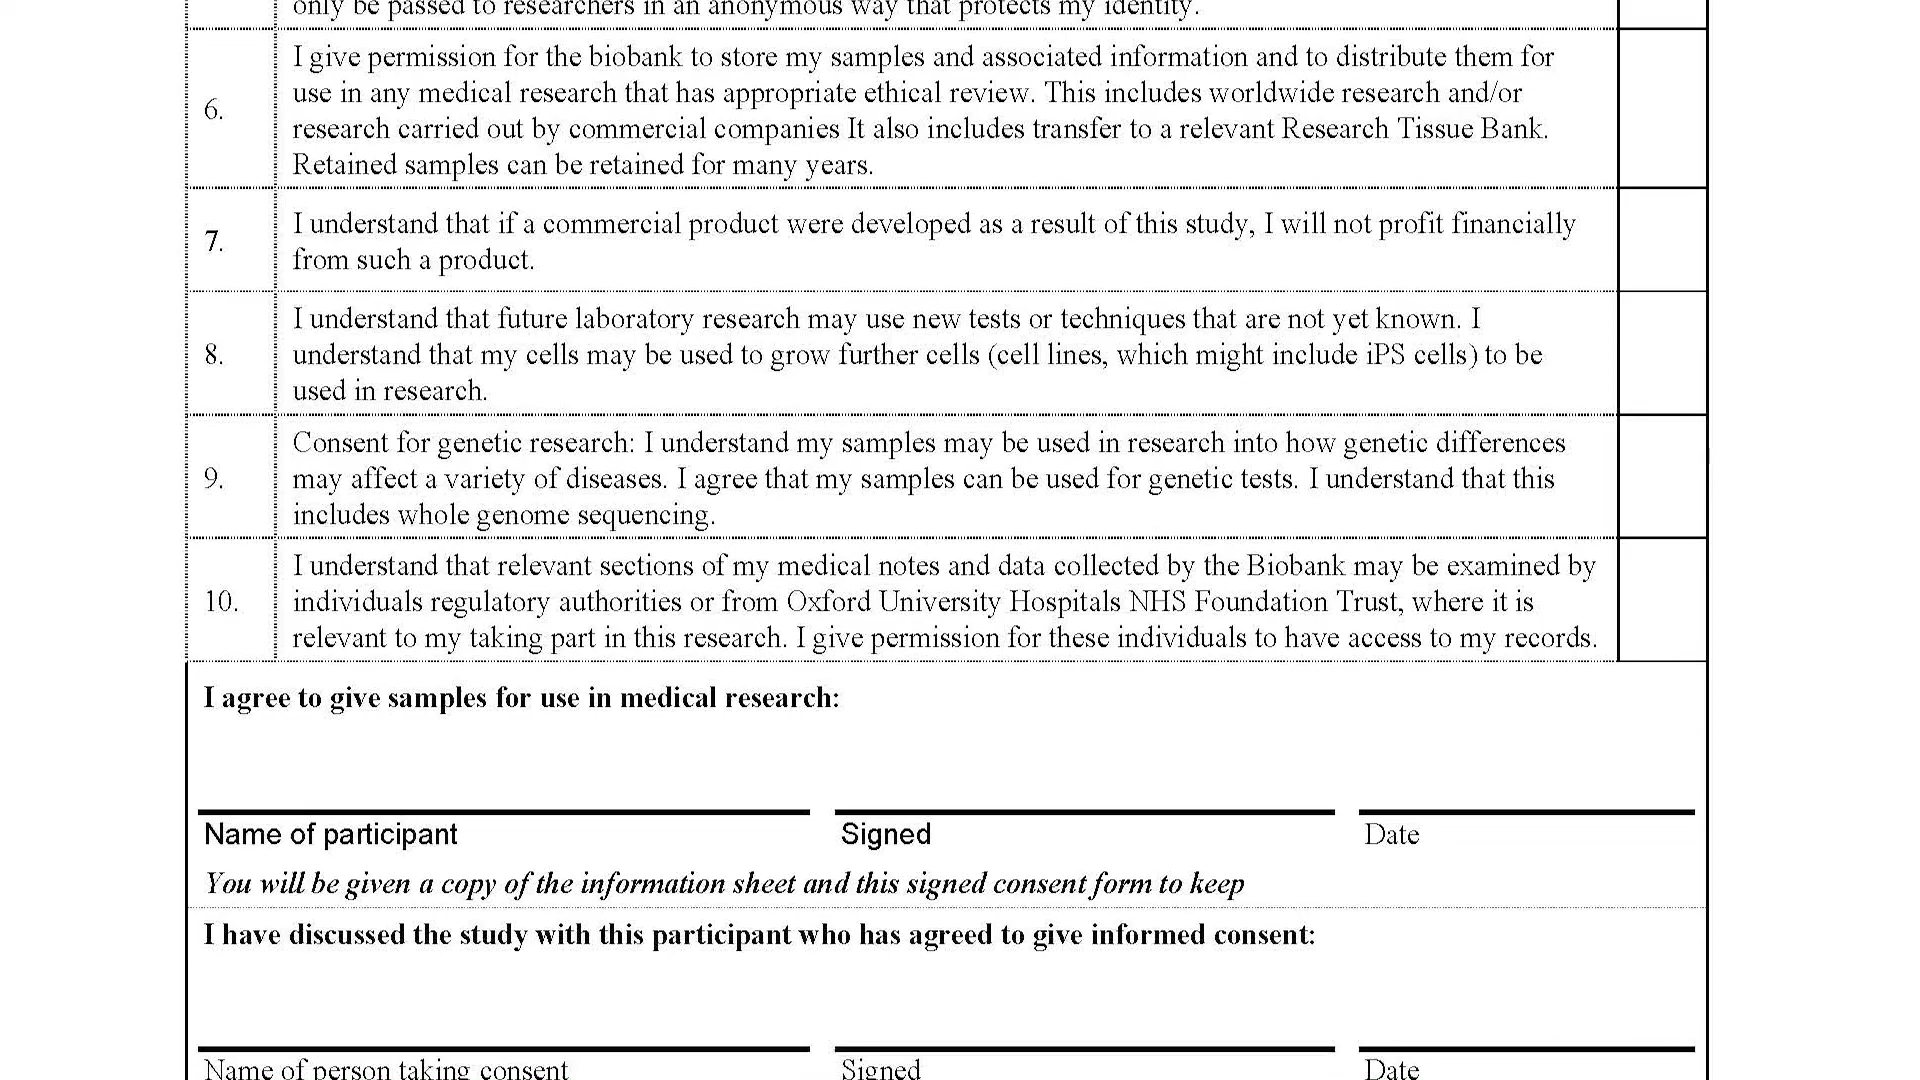 only be passed to researchers in an anonymous way that protects my identity.
6.
I give permission for the biobank to store my samples and associated information and to distribute them for
use in any medical research that has appropriate ethical review. This includes worldwide research and/or
research carried out by commercial companies It also includes transfer to a relevant Research Tissue Bank.
Retained samples can be retained for many years.
7.
I understand that if a commercial product were developed as a result of this study, I will not profit financially
from such a product.
8.
I understand that future laboratory research may use new tests or techniques that are not yet known. I
understand that my cells may be used to grow further cells (cell lines, which might include iPS cells) to be
used in research.
9.
Consent for genetic research: I understand my samples may be used in research into how genetic differences
may affect a variety of diseases. I agree that my samples can be used for genetic tests. I understand that this
includes whole genome sequencing.
10.
I understand that relevant sections of my medical notes and data collected by the Biobank may be examined by
individuals regulatory authorities or from Oxford University Hospitals NHS Foundation Trust, where it is
relevant to my taking part in this research. I give permission for these individuals to have access to my records.
I agree to give samples for use in medical research:
Name of participant Signed Date
You will be given a copy of the information sheet and this signed consent form to keep
I have discussed the study with this participant who has agreed to give informed consent:
Name of person taking consent Signed Date